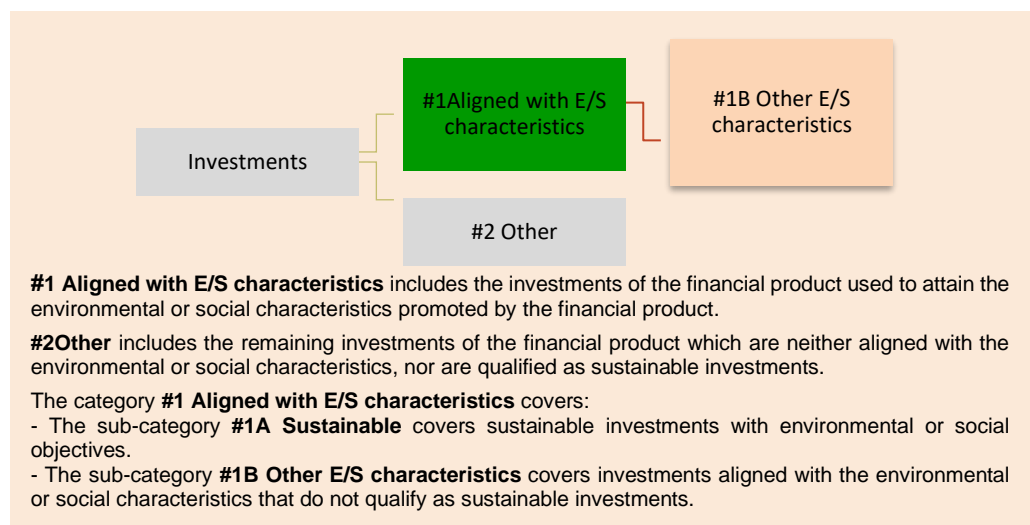 #1Aligned with E/S
characteristics
#1B Other E/S
characteristics
Investments
#2 Other
#1 Aligned with E/S characteristics includes the investments of the financial product used to attain the
environmental or social characteristics promoted by the financial product.
#2Other includes the remaining investments of the financial product which are neither aligned with the
environmental or social characteristics, nor are qualified as sustainable investments.
The category #1 Aligned with E/S characteristics covers:
- The sub-category #1A Sustainable covers sustainable investments with environmental or social
objectives.
- The sub-category #1B Other E/S characteristics covers investments aligned with the environmental
or social characteristics that do not qualify as sustainable investments.